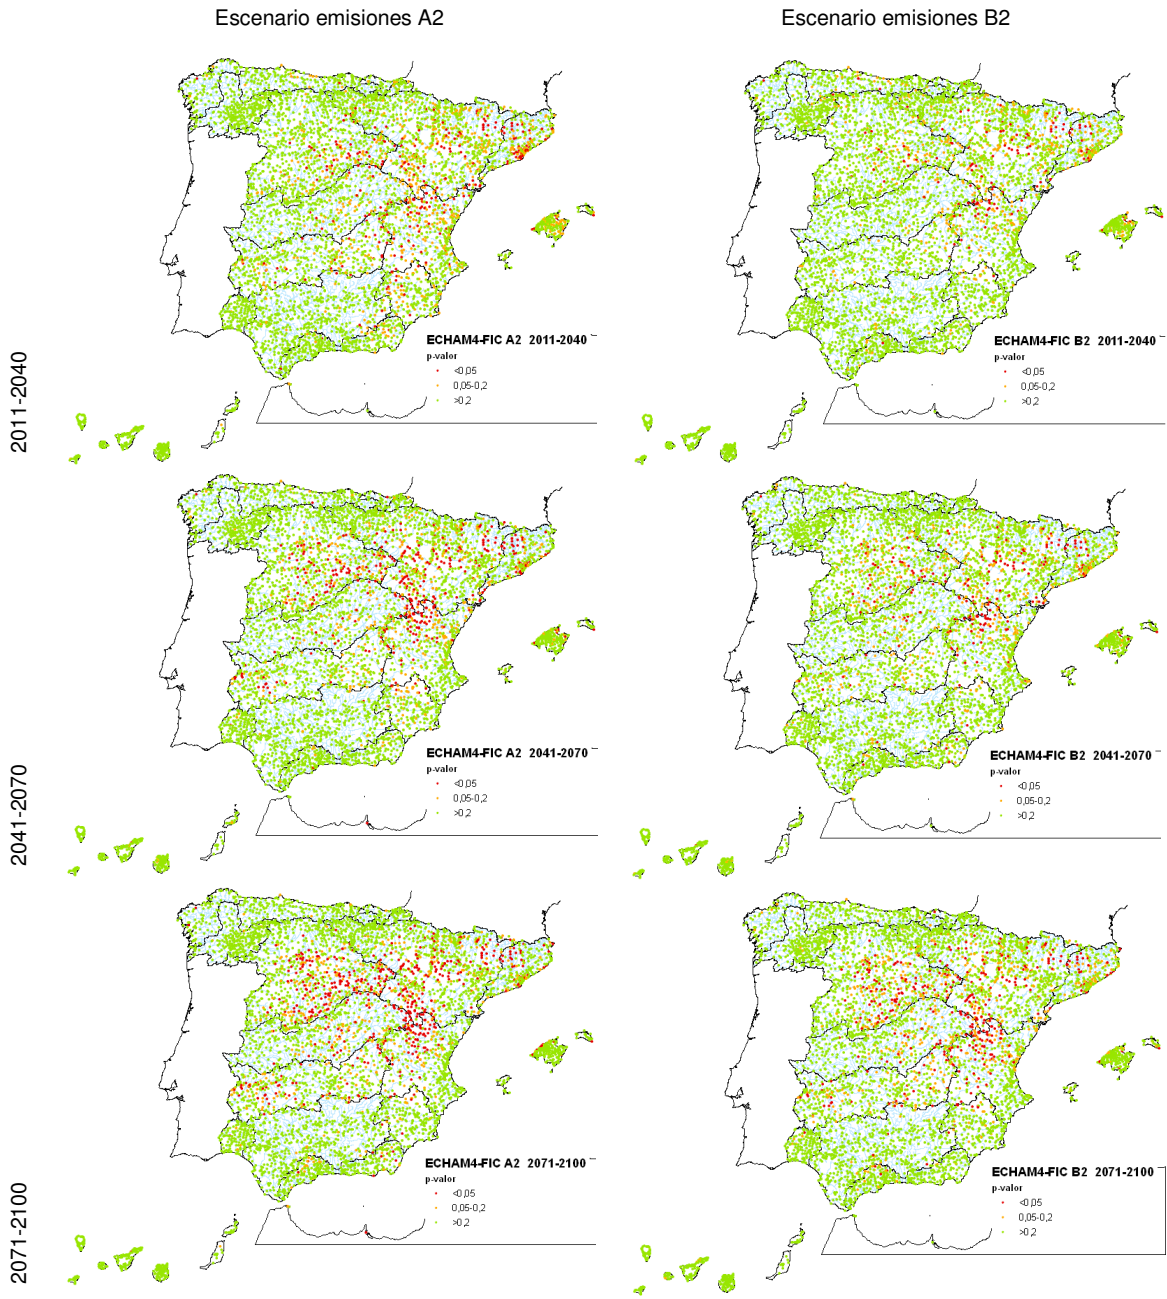 Escenario emisiones A2
Escenario emisiones B2
2011-2040
ECHAM4-FIC A2 2011-2040
p-valor
<0,05
0,05-0,2
>0,2
ECHAM4-FIC B2 2011-2040
p-valor
<0,05
0,05-0,2
>0,2
2041-2070
ECHAM4-FIC A2 2041-2070
p-valor
<0,05
0,05-0,2
>0,2
ECHAM4-FIC B2 2041-2070
p-valor
<0,05
0,05-0,2
>0,2
2071-2100
ECHAM4-FIC A2 2071-2100
p-valor
<0,05
0,05-0,2
>0,2
ECHAM4-FIC B2 2071-2100
p-valor
<0,05
0,05-0,2
>0,2